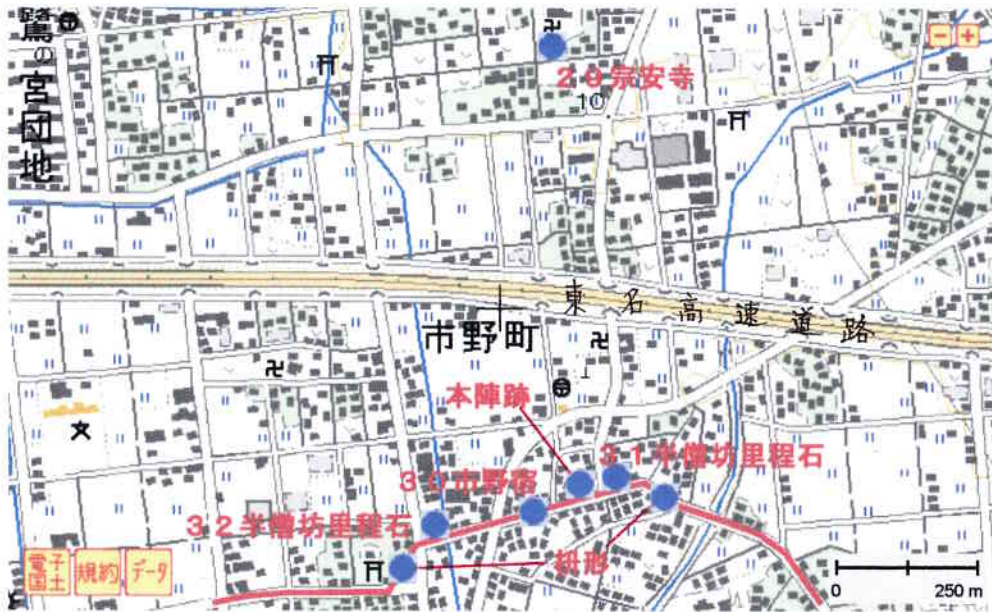 鷺の宮団地
29宗安寺
10
東名高速道路
市野町
本陣跡
31半僧坊里程石
30市野宿
32半僧坊里程石
枡形
電子国土
規約
データ
0 250 m